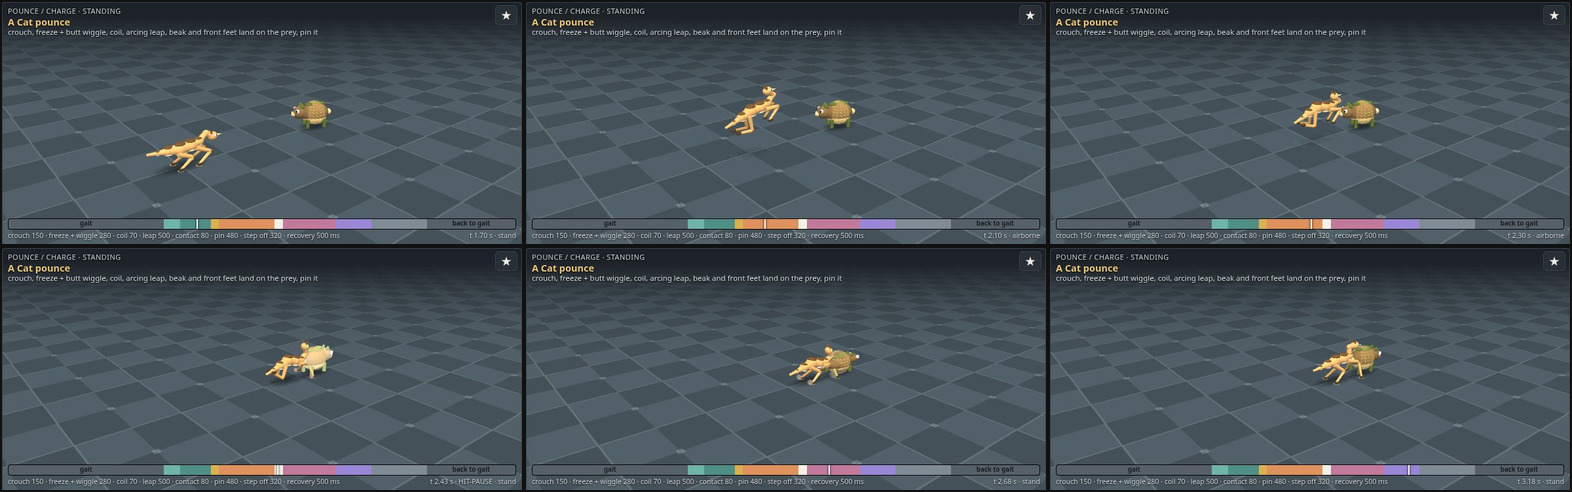 POUNCE / CHARGE - STANDING
A Cat pounce
crouch, freeze + butt wiggle, coil, arcing leap, beak and front feet land on the prey, pin it
gait
back to gait
crouch 150 · freeze + wiggle 280 · coil 70 · leap 500 · contact 80 · pin 480 · step off 320 · recovery 500 ms
t 1.70 s · stand
POUNCE / CHARGE - STANDING
A Cat pounce
crouch, freeze + butt wiggle, coil, arcing leap, beak and front feet land on the prey, pin it
gait
back to gait
crouch 150 · freeze + wiggle 280 · coil 70 · leap 500 · contact 80 · pin 480 · step off 320 · recovery 500 ms
t 2.10 s · airborne
POUNCE / CHARGE - STANDING
A Cat pounce
crouch, freeze + butt wiggle, coil, arcing leap, beak and front feet land on the prey, pin it
gait
back to gait
crouch 150 · freeze + wiggle 280 · coil 70 · leap 500 · contact 80 · pin 480 · step off 320 · recovery 500 ms
t 2.30 s · airborne
POUNCE / CHARGE - STANDING
A Cat pounce
crouch, freeze + butt wiggle, coil, arcing leap, beak and front feet land on the prey, pin it
gait
back to gait
crouch 150 · freeze + wiggle 280 · coil 70 · leap 500 · contact 80 · pin 480 · step off 320 · recovery 500 ms
t 2.43 s · HIT-PAUSE · stand
POUNCE / CHARGE - STANDING
A Cat pounce
crouch, freeze + butt wiggle, coil, arcing leap, beak and front feet land on the prey, pin it
gait
back to gait
crouch 150 · freeze + wiggle 280 · coil 70 · leap 500 · contact 80 · pin 480 · step off 320 · recovery 500 ms
t 2.68 s · stand
POUNCE / CHARGE - STANDING
A Cat pounce
crouch, freeze + butt wiggle, coil, arcing leap, beak and front feet land on the prey, pin it
gait
back to gait
crouch 150 · freeze + wiggle 280 · coil 70 · leap 500 · contact 80 · pin 480 · step off 320 · recovery 500 ms
t 3.18 s · stand